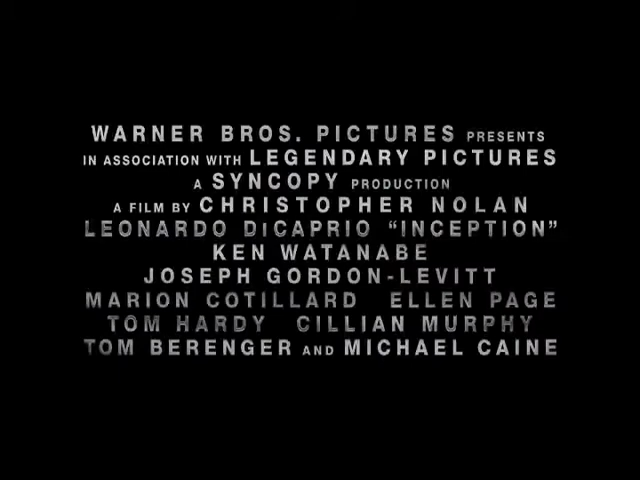 WARNER BROS. PICTURES PRESENTS
IN ASSOCIATION WITH LEGENDARY PICTURES
A SYNCOPY PRODUCTION
A FILM BY CHRISTOPHER NOLAN
LEONARDO DiCAPRIO “INCEPTION”
KEN WATANABE
JOSEPH GORDON-LEVITT
MARION COTILLARD ELLEN PAGE
TOM HARDY CILLIAN MURPHY
TOM BERENGER AND MICHAEL CAINE